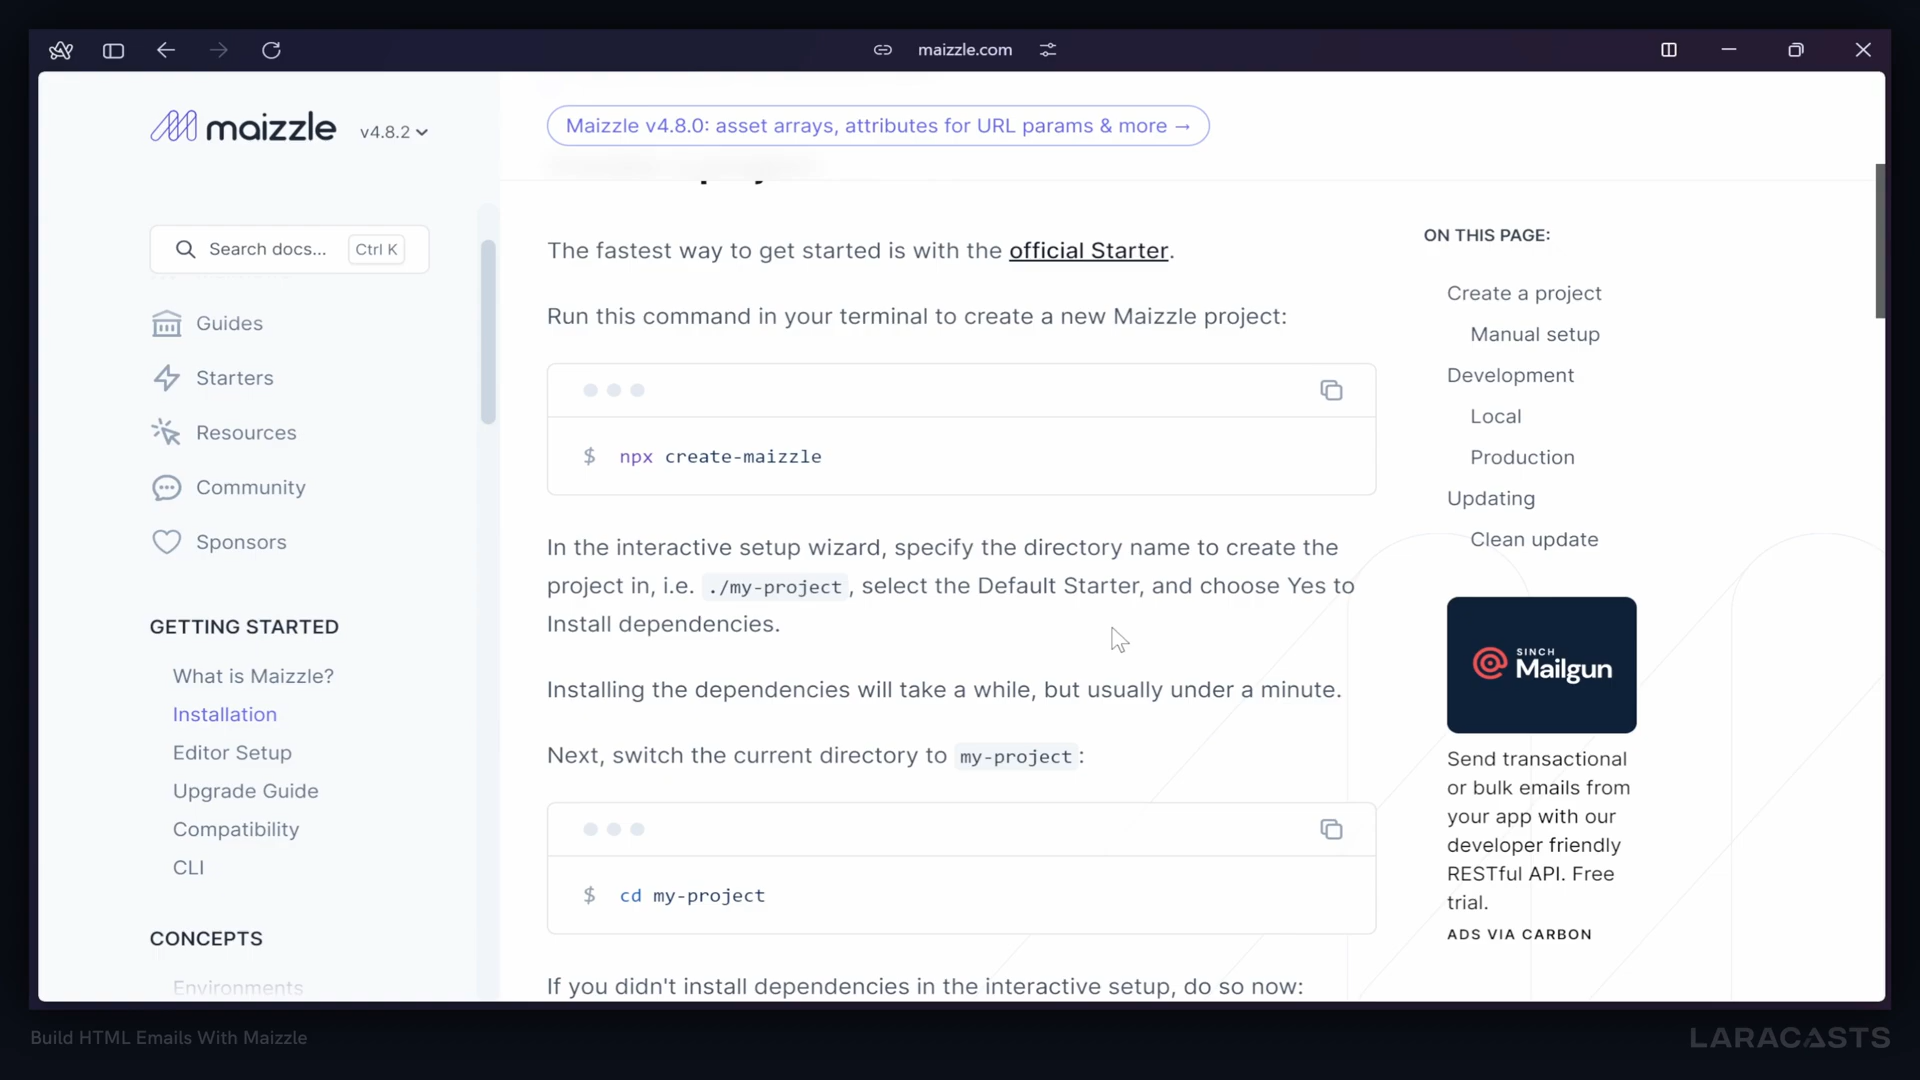 maizzle.com
maizzle
v4.8.2
Maizzle v4.8.0: asset arrays, attributes for URL params & more →
Search docs...
Ctrl K
Guides
Starters
Resources
Community
Sponsors
GETTING STARTED
What is Maizzle?
Installation
Editor Setup
Upgrade Guide
Compatibility
CLI
CONCEPTS
Environments
The fastest way to get started is with the official Starter.
Run this command in your terminal to create a new Maizzle project:
$ npx create-maizzle
In the interactive setup wizard, specify the directory name to create the
project in, i.e. ./my-project, select the Default Starter, and choose Yes to
Install dependencies.
Installing the dependencies will take a while, but usually under a minute.
Next, switch the current directory to my-project:
$ cd my-project
If you didn't install dependencies in the interactive setup, do so now:
ON THIS PAGE:
Create a project
Manual setup
Development
Local
Production
Updating
Clean update
SINCH
Mailgun
Send transactional
or bulk emails from
your app with our
developer friendly
RESTful API. Free
trial.
ADS VIA CARBON
Build HTML Emails With Maizzle
LARACASTS